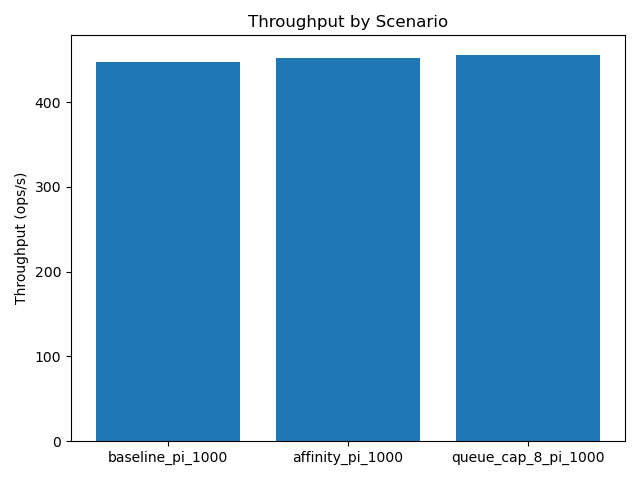 Throughput by Scenario
Throughput (ops/s)
400
300
200
100
0
baseline_pi_1000
affinity_pi_1000
queue_cap_8_pi_1000